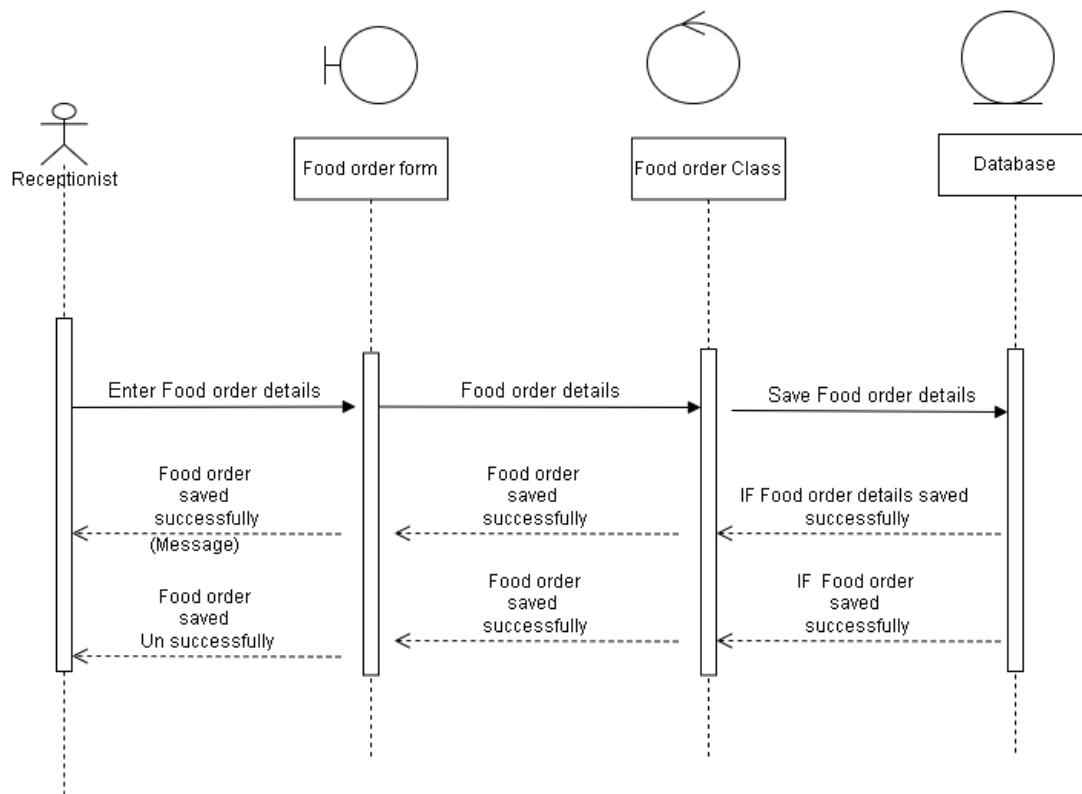 Receptionist
Food order form
Food order Class
Database
Enter Food order details
Food order details
Save Food order details
Food order
saved
successfully
(Message)
Food order
saved
successfully
IF Food order details saved
successfully
Food order
saved
Un successfully
Food order
saved
successfully
IF Food order
saved
successfully